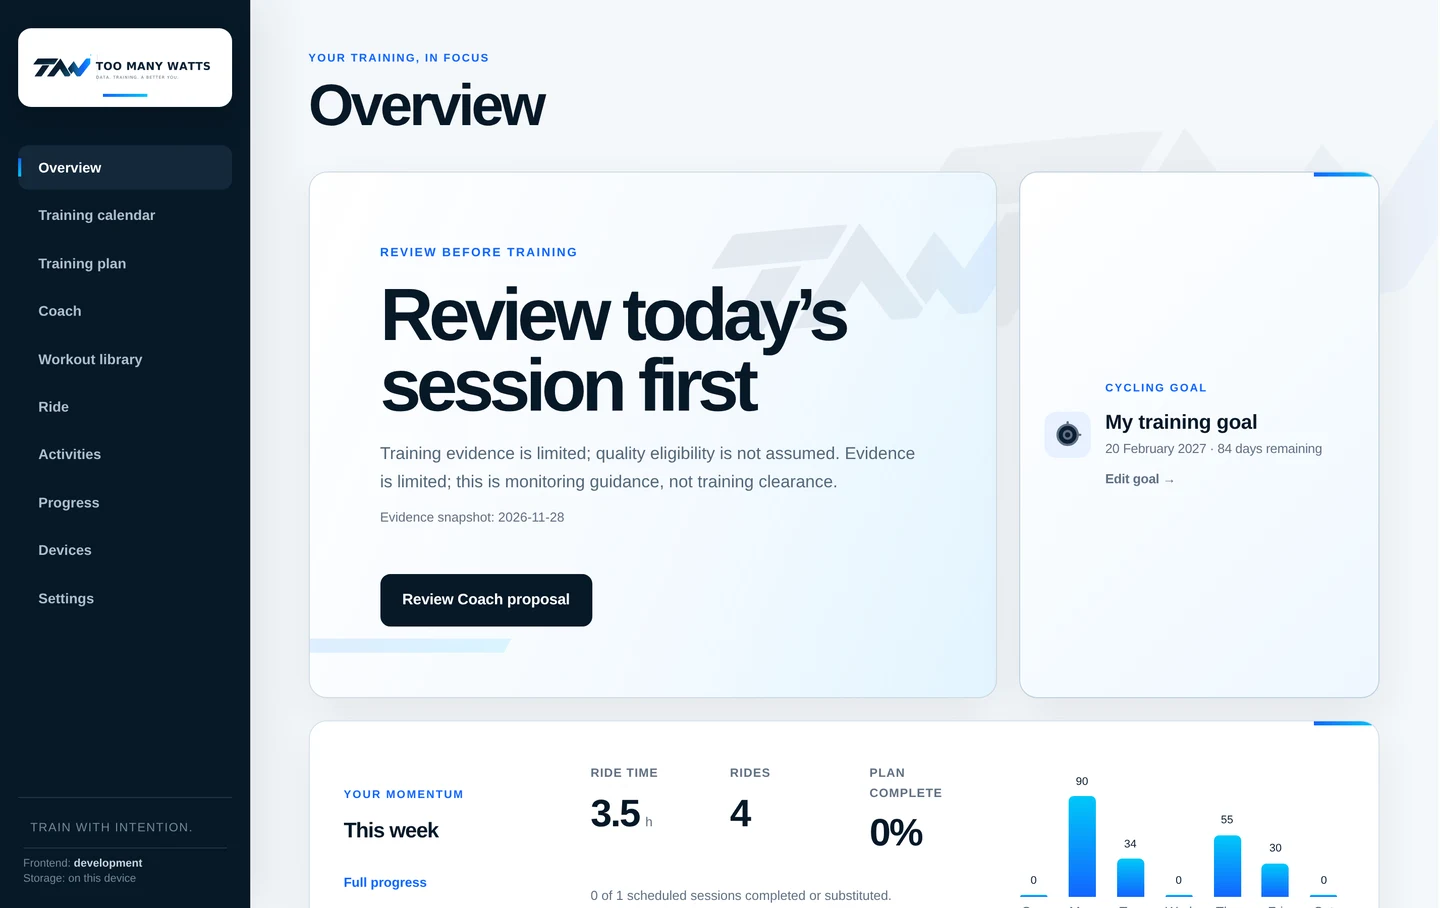 TOO MANY WATTS
DATA. TRAINING. A BETTER YOU.
Overview
Training calendar
Training plan
Coach
Workout library
Ride
Activities
Progress
Devices
Settings
TRAIN WITH INTENTION.
Frontend: development
Storage: on this device
YOUR TRAINING, IN FOCUS
Overview
REVIEW BEFORE TRAINING
Review today’s
session first
Training evidence is limited; quality eligibility is not assumed. Evidence
is limited; this is monitoring guidance, not training clearance.
Evidence snapshot: 2026-11-28
Review Coach proposal
CYCLING GOAL
My training goal
20 February 2027 · 84 days remaining
Edit goal →
YOUR MOMENTUM
This week
Full progress
RIDE TIME
3.5 h
RIDES
4
PLAN
COMPLETE
0%
0 of 1 scheduled sessions completed or substituted.
0
90
34
0
55
30
0